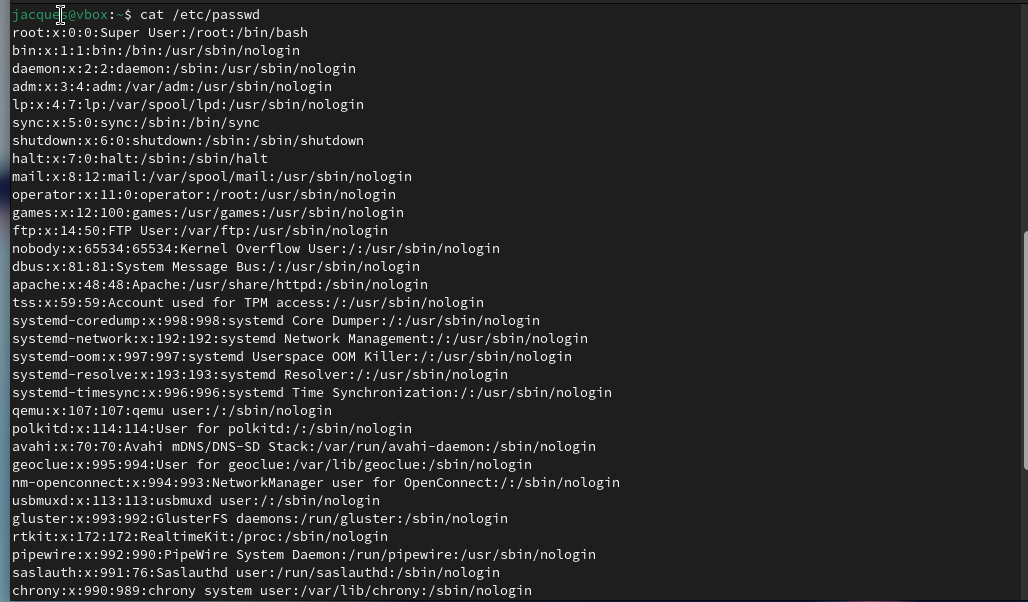 jacques@vbox:~$ cat /etc/passwd
root:x:0:0:Super User:/root:/bin/bash
bin:x:1:1:bin:/bin:/usr/sbin/nologin
daemon:x:2:2:daemon:/sbin:/usr/sbin/nologin
adm:x:3:4:adm:/var/adm:/usr/sbin/nologin
lp:x:4:7:lp:/var/spool/lpd:/usr/sbin/nologin
sync:x:5:0:sync:/sbin:/bin/sync
shutdown:x:6:0:shutdown:/sbin:/sbin/shutdown
halt:x:7:0:halt:/sbin:/sbin/halt
mail:x:8:12:mail:/var/spool/mail:/usr/sbin/nologin
operator:x:11:0:operator:/root:/usr/sbin/nologin
games:x:12:100:games:/usr/games:/usr/sbin/nologin
ftp:x:14:50:FTP User:/var/ftp:/usr/sbin/nologin
nobody:x:65534:65534:Kernel Overflow User:/:/usr/sbin/nologin
dbus:x:81:81:System Message Bus:/:/usr/sbin/nologin
apache:x:48:48:Apache:/usr/share/httpd:/sbin/nologin
tss:x:59:59:Account used for TPM access:/:/usr/sbin/nologin
systemd-coredump:x:998:998:systemd Core Dumper:/:/usr/sbin/nologin
systemd-network:x:192:192:systemd Network Management:/:/usr/sbin/nologin
systemd-oom:x:997:997:systemd Userspace OOM Killer:/:/usr/sbin/nologin
systemd-resolve:x:193:193:systemd Resolver:/:/usr/sbin/nologin
systemd-timesync:x:996:996:systemd Time Synchronization:/:/usr/sbin/nologin
qemu:x:107:107:qemu user:/:/sbin/nologin
polkitd:x:114:114:User for polkitd:/:/sbin/nologin
avahi:x:70:70:Avahi mDNS/DNS-SD Stack:/var/run/avahi-daemon:/sbin/nologin
geoclue:x:995:994:User for geoclue:/var/lib/geoclue:/sbin/nologin
nm-openconnect:x:994:993:NetworkManager user for OpenConnect:/:/sbin/nologin
usbmuxd:x:113:113:usbmuxd user:/:/sbin/nologin
gluster:x:993:992:GlusterFS daemons:/run/gluster:/sbin/nologin
rtkit:x:172:172:RealtimeKit:/proc:/sbin/nologin
pipewire:x:992:990:PipeWire System Daemon:/run/pipewire:/usr/sbin/nologin
saslauth:x:991:76:Saslauthd user:/run/saslauthd:/sbin/nologin
chrony:x:990:989:chrony system user:/var/lib/chrony:/sbin/nologin